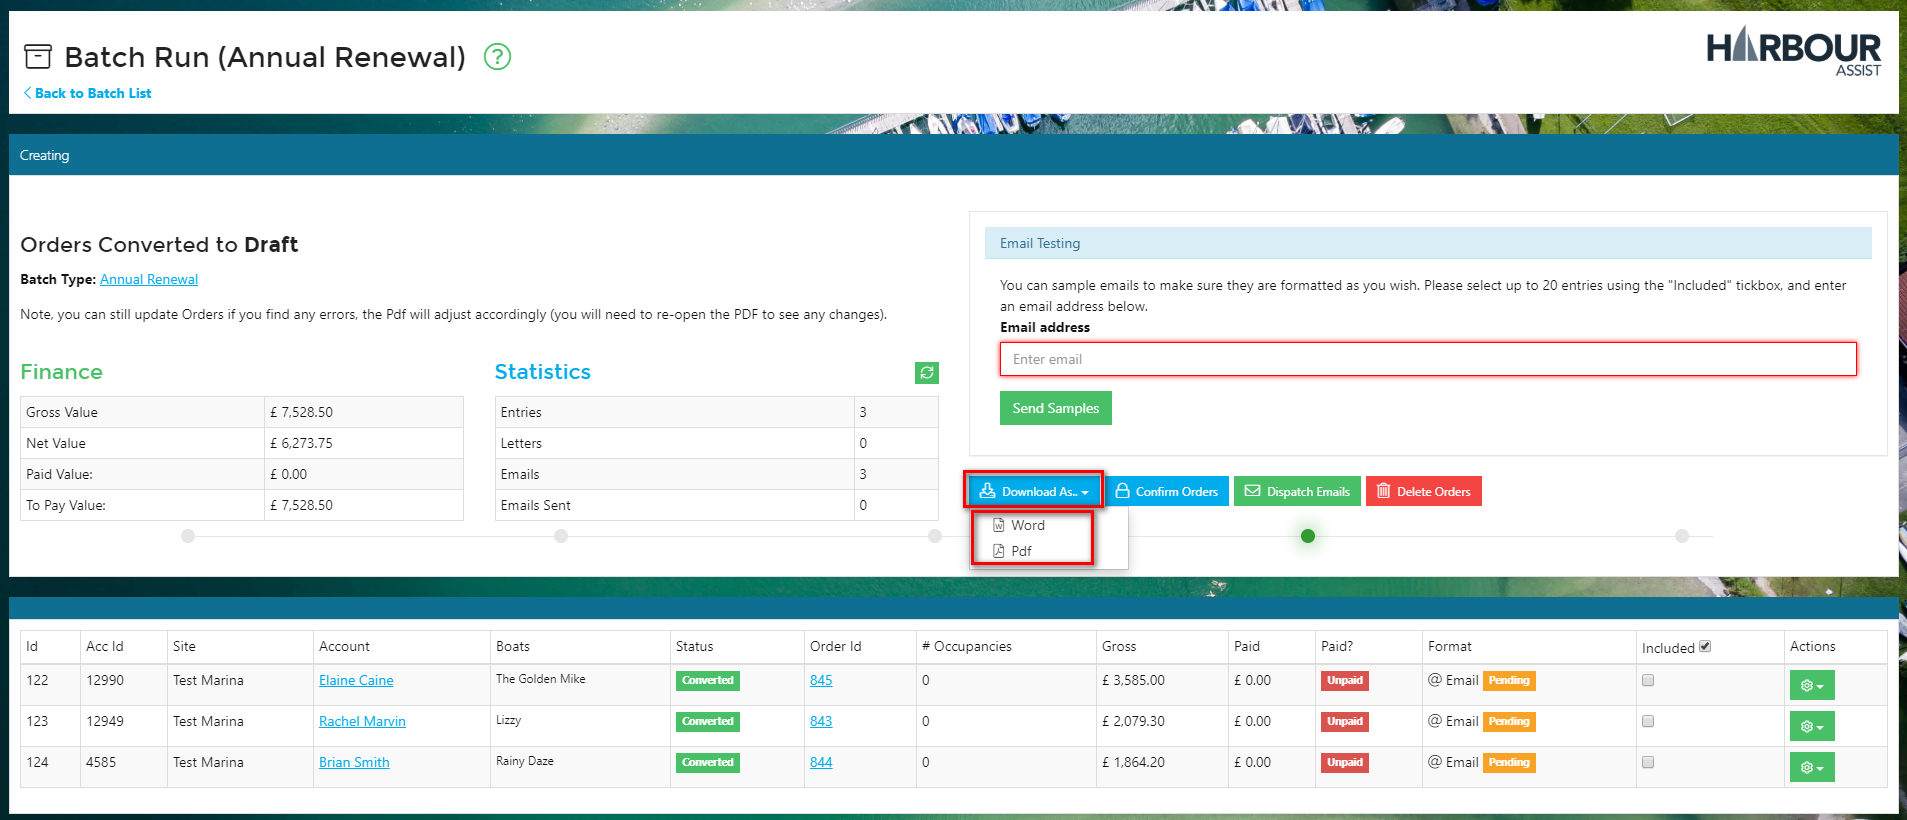 Batch Run (Annual Renewal) ?
HARBOUR
ASSIST
Back to Batch List
Creating
Orders Converted to Draft
Batch Type: Annual Renewal
Note, you can still update Orders if you find any errors, the Pdf will adjust accordingly (you will need to re-open the PDF to see any changes).
Email Testing
You can sample emails to make sure they are formatted as you wish. Please select up to 20 entries using the "Included" tickbox, and enter
an email address below.
Email address
Enter email
Send Samples
Finance
Gross Value £ 7,528.50
Net Value £ 6,273.75
Paid Value: £ 0.00
To Pay Value: £ 7,528.50
Statistics
Entries 3
Letters 0
Emails 3
Emails Sent 0
Download As.. Confirm Orders Dispatch Emails Delete Orders
Word
Pdf
Id Acc Id Site Account Boats Status Order Id # Occupancies Gross Paid Paid? Format Included Actions
122 12990 Test Marina Elaine Caine The Golden Mike Converted 845 0 £ 3,585.00 £ 0.00 Unpaid @ Email Pending
123 12949 Test Marina Rachel Marvin Lizzy Converted 843 0 £ 2,079.30 £ 0.00 Unpaid @ Email Pending
124 4585 Test Marina Brian Smith Rainy Daze Converted 844 0 £ 1,864.20 £ 0.00 Unpaid @ Email Pending